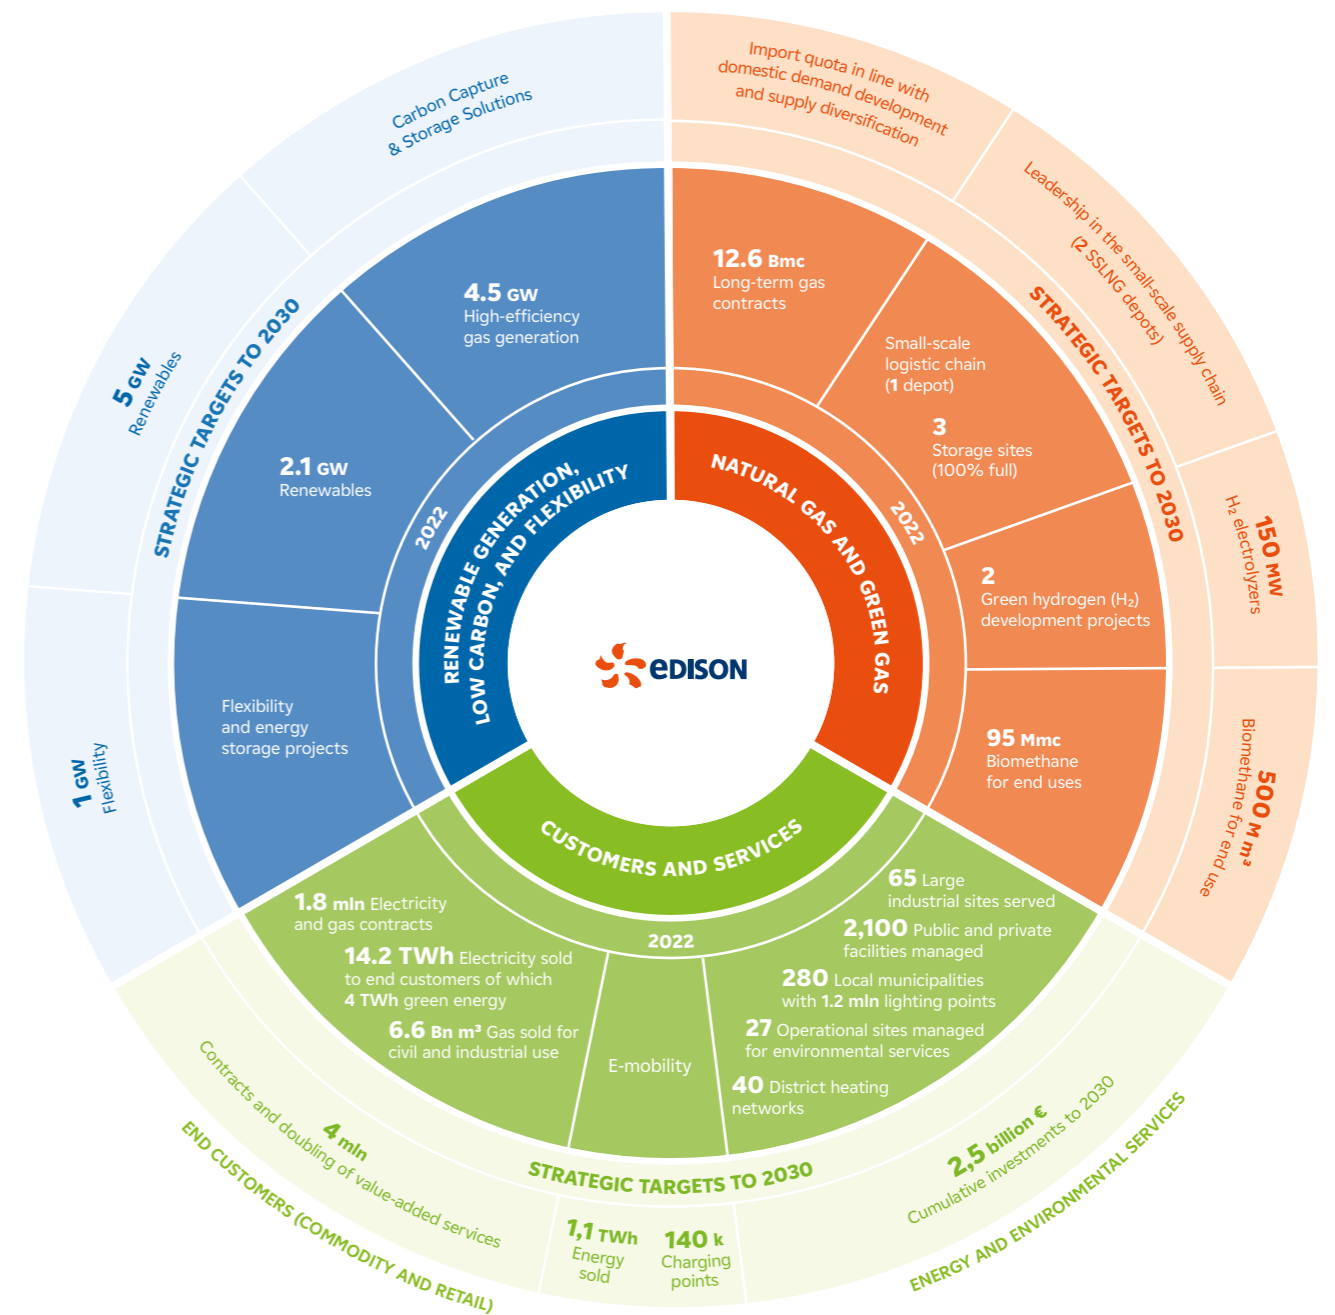 Carbon Capture
& Storage Solutions
5 GW
Renewables
1 GW
Flexibility
STRATEGIC TARGETS TO 2030
4.5 GW
High-efficiency
gas generation
2.1 GW
Renewables
Flexibility
and energy
storage projects
2022
RENEWABLE GENERATION,
LOW CARBON, AND FLEXIBILITY
Import quota in line with
domestic demand development
and supply diversification
Leadership in the small-scale supply chain
(2 SSLNG depots)
150 MW
H₂ electrolyzers
500 M m³
Biomethane for end use
STRATEGIC TARGETS TO 2030
12.6 Bmc
Long-term gas
contracts
Small-scale
logistic chain
(1 depot)
3
Storage sites
(100% full)
2
Green hydrogen (H₂)
development projects
95 Mmc
Biomethane
for end uses
2022
NATURAL GAS AND GREEN GAS
eDISON
CUSTOMERS AND SERVICES
2022
1.8 mln Electricity
and gas contracts
14.2 TWh Electricity sold
to end customers of which
4 TWh green energy
6.6 Bn m³ Gas sold for
civil and industrial use
E-mobility
65 Large
industrial sites served
2,100 Public and private
facilities managed
280 Local municipalities
with 1.2 mln lighting points
27 Operational sites managed
for environmental services
40 District heating
networks
STRATEGIC TARGETS TO 2030
4 mln
Contracts and doubling of value-added services
END CUSTOMERS (COMMODITY AND RETAIL)
1,1 TWh
Energy
sold
140 k
Charging
points
2,5 billion €
Cumulative investments to 2030
ENERGY AND ENVIRONMENTAL SERVICES